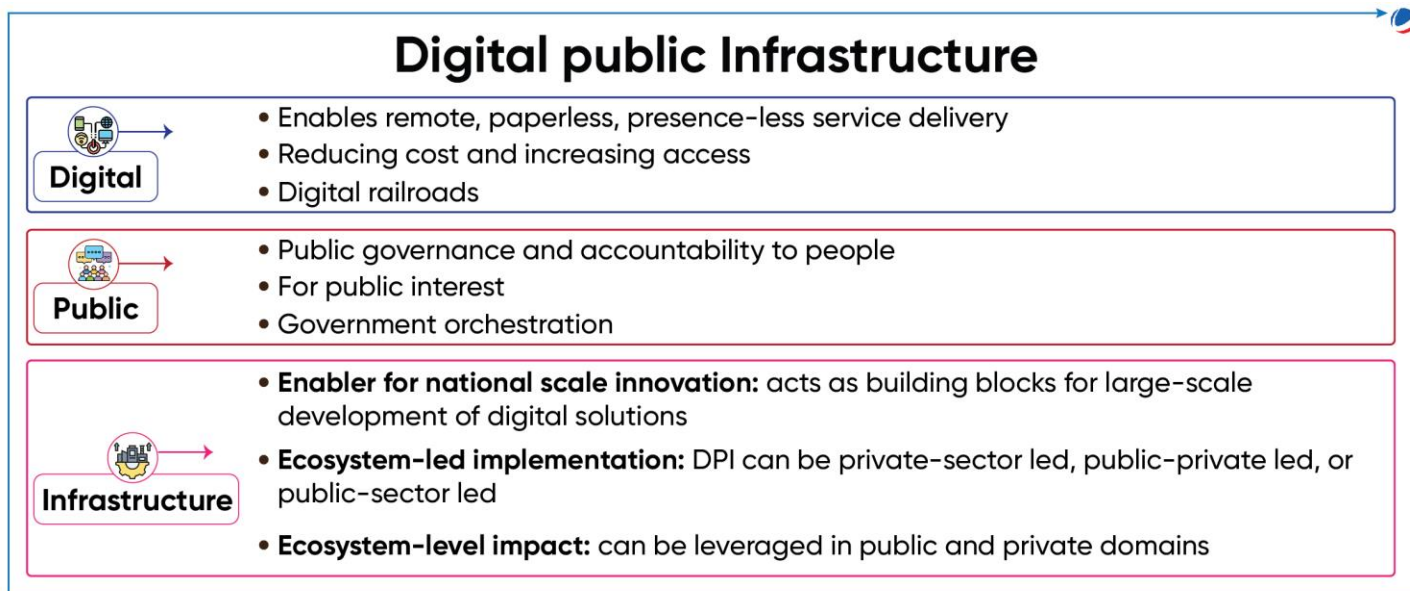 Digital public Infrastructure
Digital
• Enables remote, paperless, presence-less service delivery
• Reducing cost and increasing access
• Digital railroads
Public
• Public governance and accountability to people
• For public interest
• Government orchestration
Infrastructure
• Enabler for national scale innovation: acts as building blocks for large-scale
development of digital solutions
• Ecosystem-led implementation: DPI can be private-sector led, public-private led, or
public-sector led
• Ecosystem-level impact: can be leveraged in public and private domains